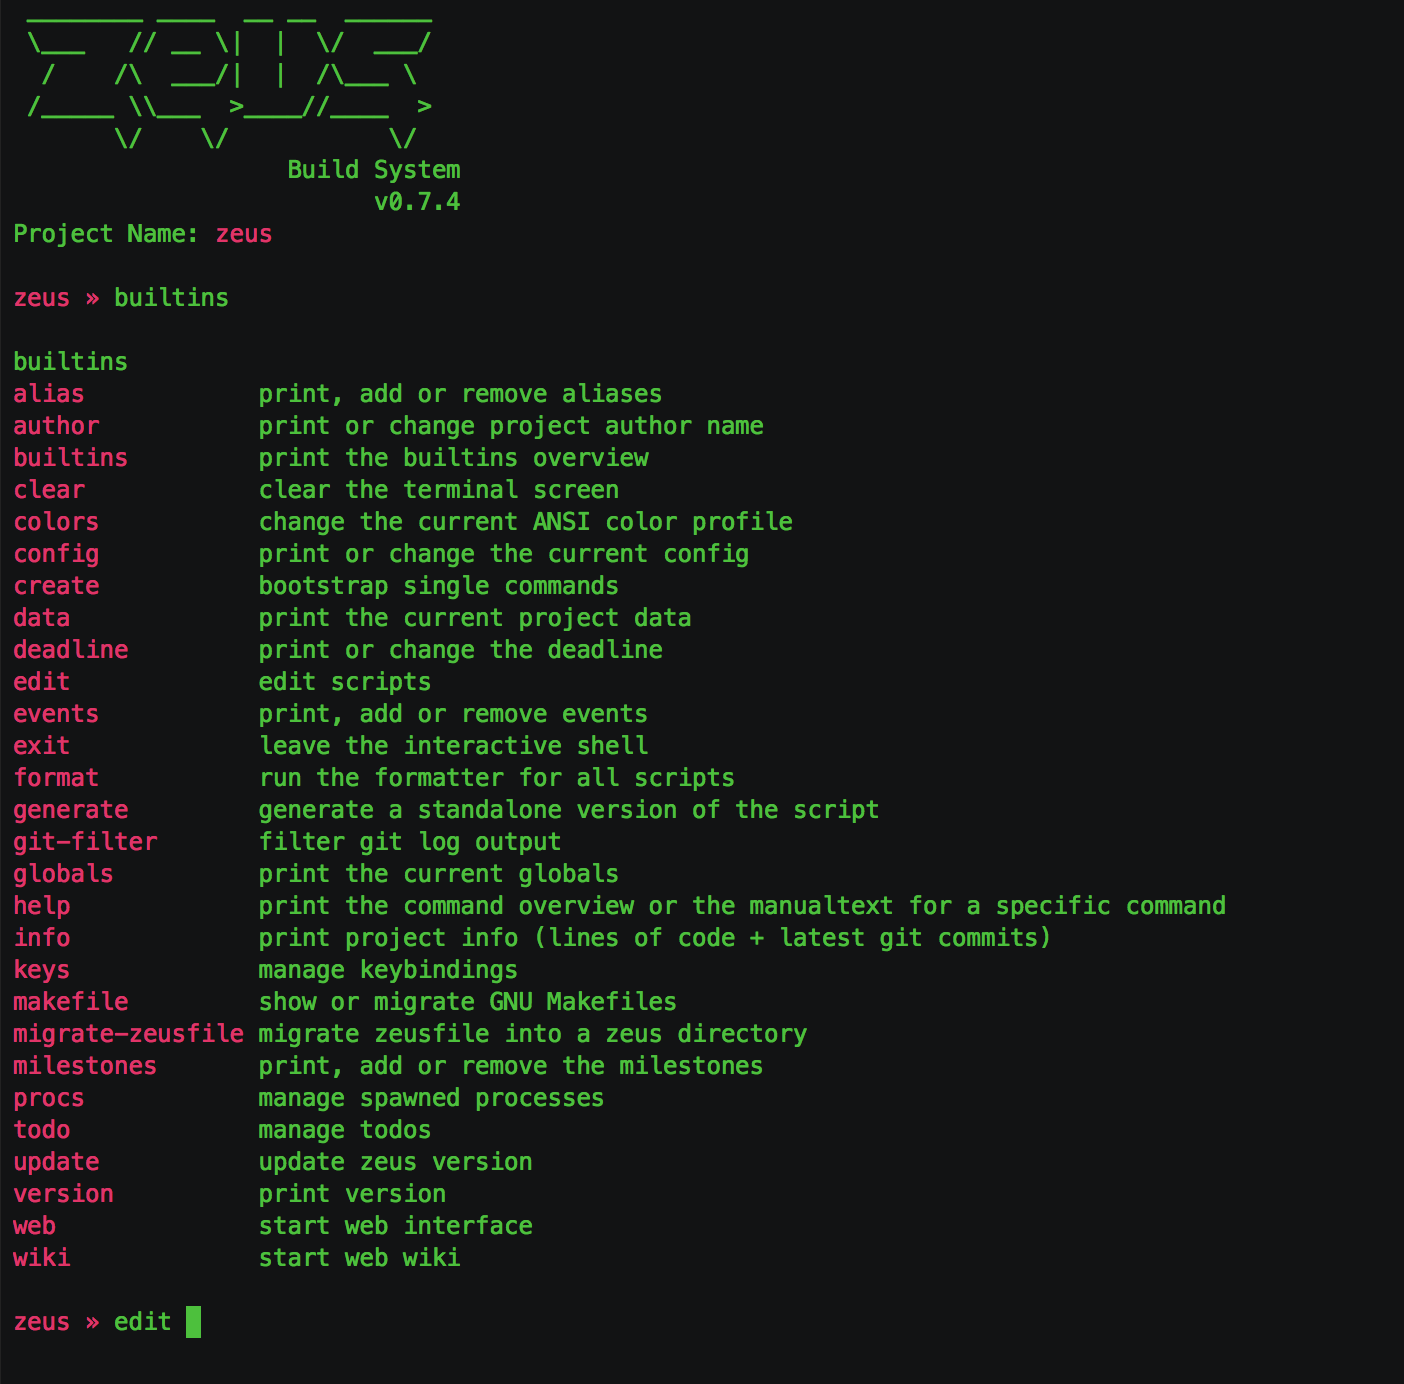 ________ ____  __ __  ______
 \___   // __ \|  |  \/  ___/
  /    /\  ___/|  |  /\___ \
 /_____ \\___  >____//____  >
       \/    \/           \/
                   Build System
                         v0.7.4
Project Name: zeus
zeus » builtins
builtins
alias            print, add or remove aliases
author           print or change project author name
builtins         print the builtins overview
clear            clear the terminal screen
colors           change the current ANSI color profile
config           print or change the current config
create           bootstrap single commands
data             print the current project data
deadline         print or change the deadline
edit             edit scripts
events           print, add or remove events
exit             leave the interactive shell
format           run the formatter for all scripts
generate         generate a standalone version of the script
git-filter       filter git log output
globals          print the current globals
help             print the command overview or the manualtext for a specific command
info             print project info (lines of code + latest git commits)
keys             manage keybindings
makefile         show or migrate GNU Makefiles
migrate-zeusfile migrate zeusfile into a zeus directory
milestones       print, add or remove the milestones
procs            manage spawned processes
todo             manage todos
update           update zeus version
version          print version
web              start web interface
wiki             start web wiki
zeus » edit